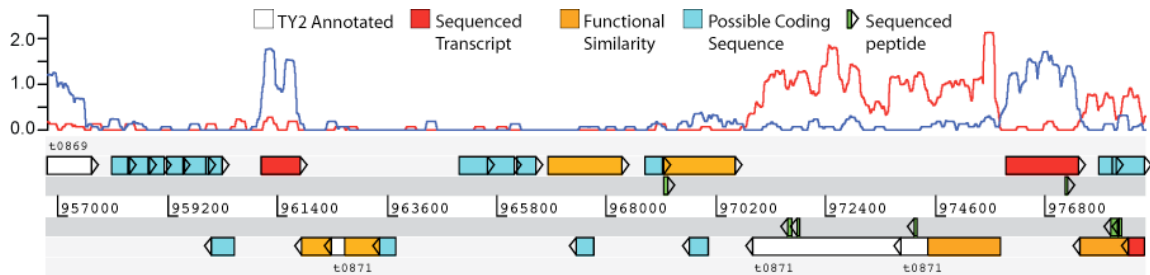 TY2 Annotated
Sequenced Transcript
Functional Similarity
Possible Coding Sequence
Sequenced peptide
2.0
1.0
0.0
t0869
957000 959200 961400 963600 965800 968000 970200 972400 974600 976800
t0871 t0871 t0871